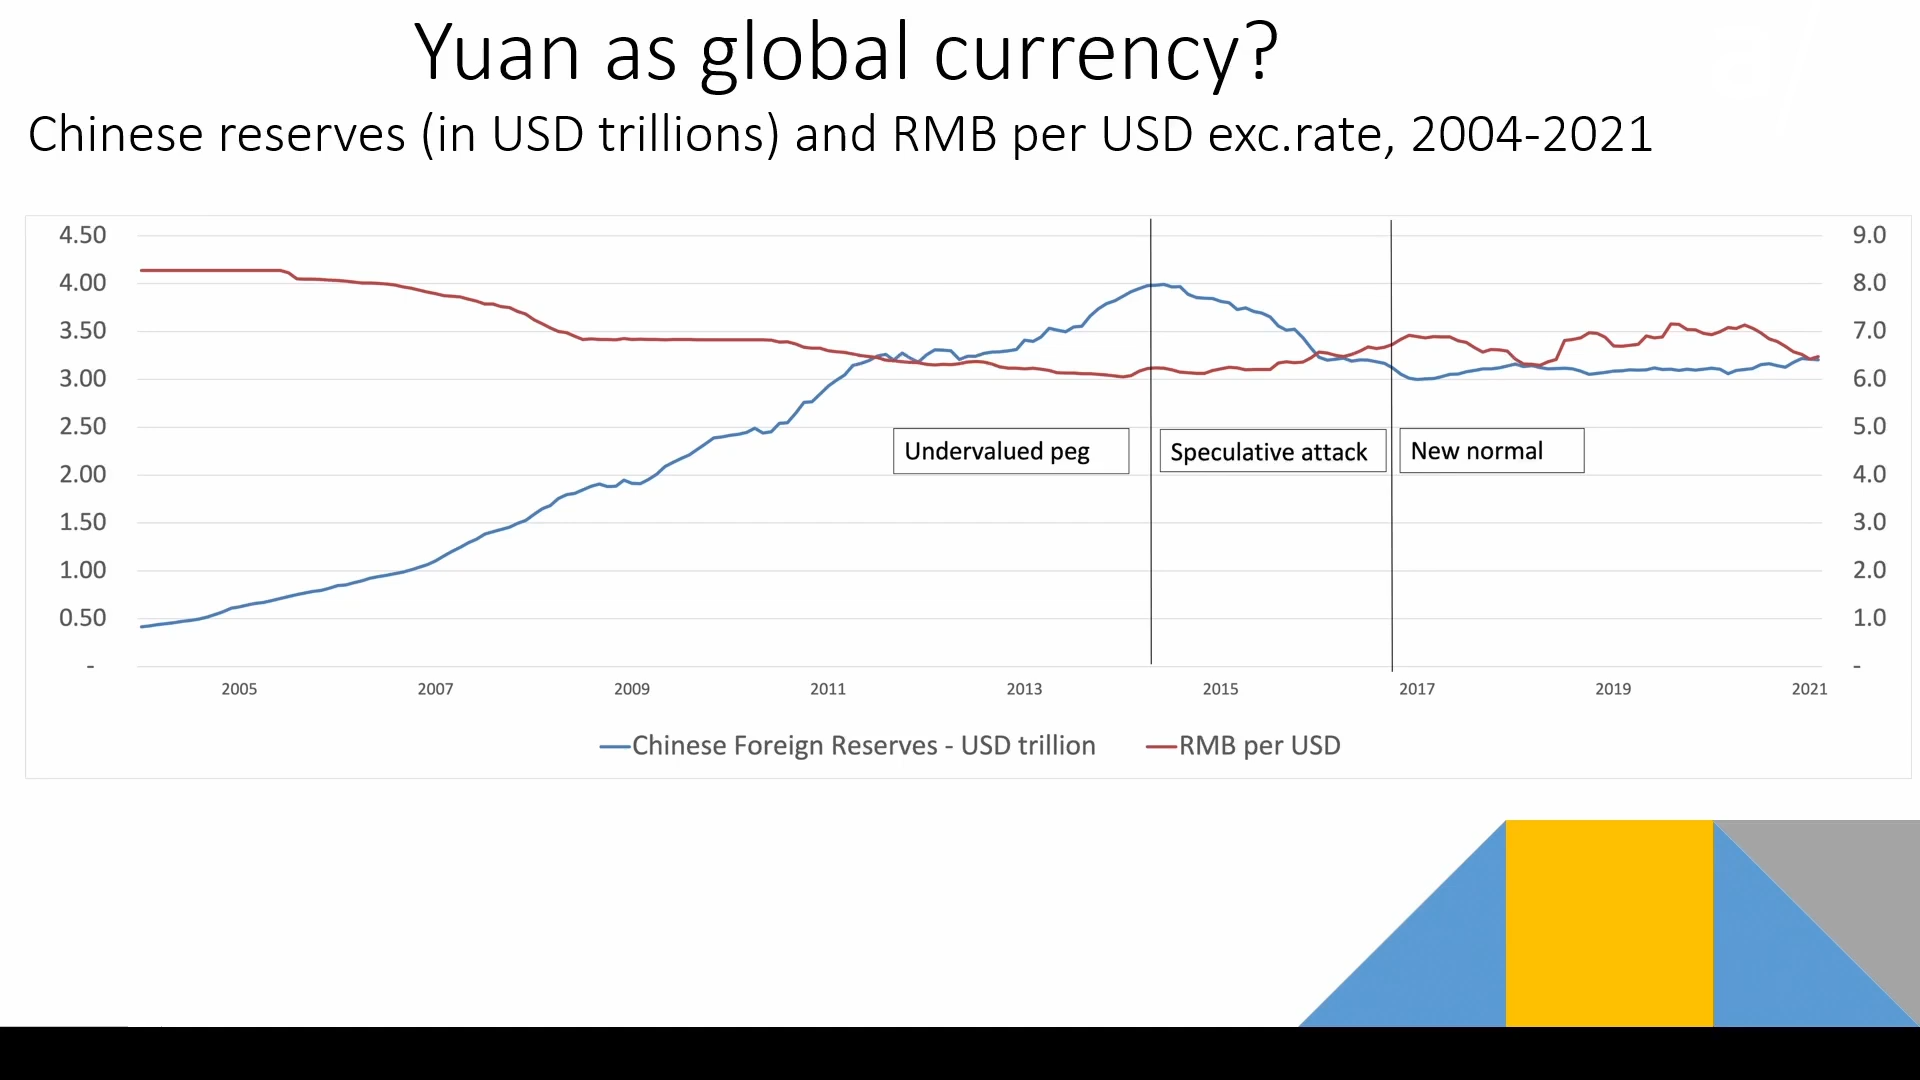 Yuan as global currency?
Chinese reserves (in USD trillions) and RMB per USD exc.rate, 2004-2021
4.50
4.00
3.50
3.00
2.50
2.00
1.50
1.00
0.50
-
9.0
8.0
7.0
6.0
5.0
4.0
3.0
2.0
1.0
-
Undervalued peg
Speculative attack
New normal
2005 2007 2009 2011 2013 2015 2017 2019 2021
Chinese Foreign Reserves - USD trillion
RMB per USD